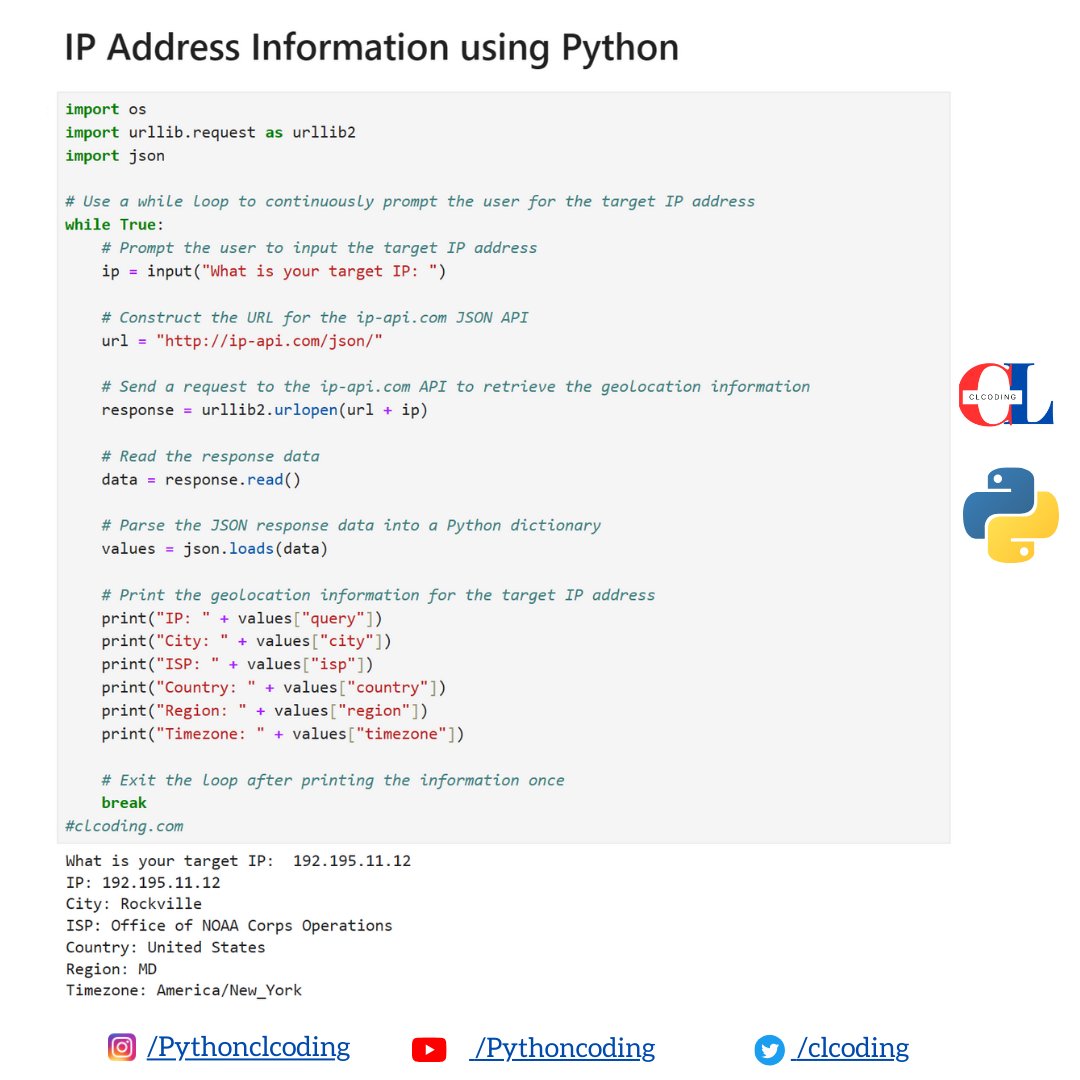 IP Address Information using Python
import os
import urllib.request as urllib2
import json
# Use a while loop to continuously prompt the user for the target IP address
while True:
    # Prompt the user to input the target IP address
    ip = input("What is your target IP: ")
    # Construct the URL for the ip-api.com JSON API
    url = "http://ip-api.com/json/"
    # Send a request to the ip-api.com API to retrieve the geolocation information
    response = urllib2.urlopen(url + ip)
    # Read the response data
    data = response.read()
    # Parse the JSON response data into a Python dictionary
    values = json.loads(data)
    # Print the geolocation information for the target IP address
    print("IP: " + values["query"])
    print("City: " + values["city"])
    print("ISP: " + values["isp"])
    print("Country: " + values["country"])
    print("Region: " + values["region"])
    print("Timezone: " + values["timezone"])
    # Exit the loop after printing the information once
    break
#clcoding.com
What is your target IP:  192.195.11.12
IP: 192.195.11.12
City: Rockville
ISP: Office of NOAA Corps Operations
Country: United States
Region: MD
Timezone: America/New_York
CL
CLCODING
/Pythonclcoding
/Pythoncoding
/clcoding